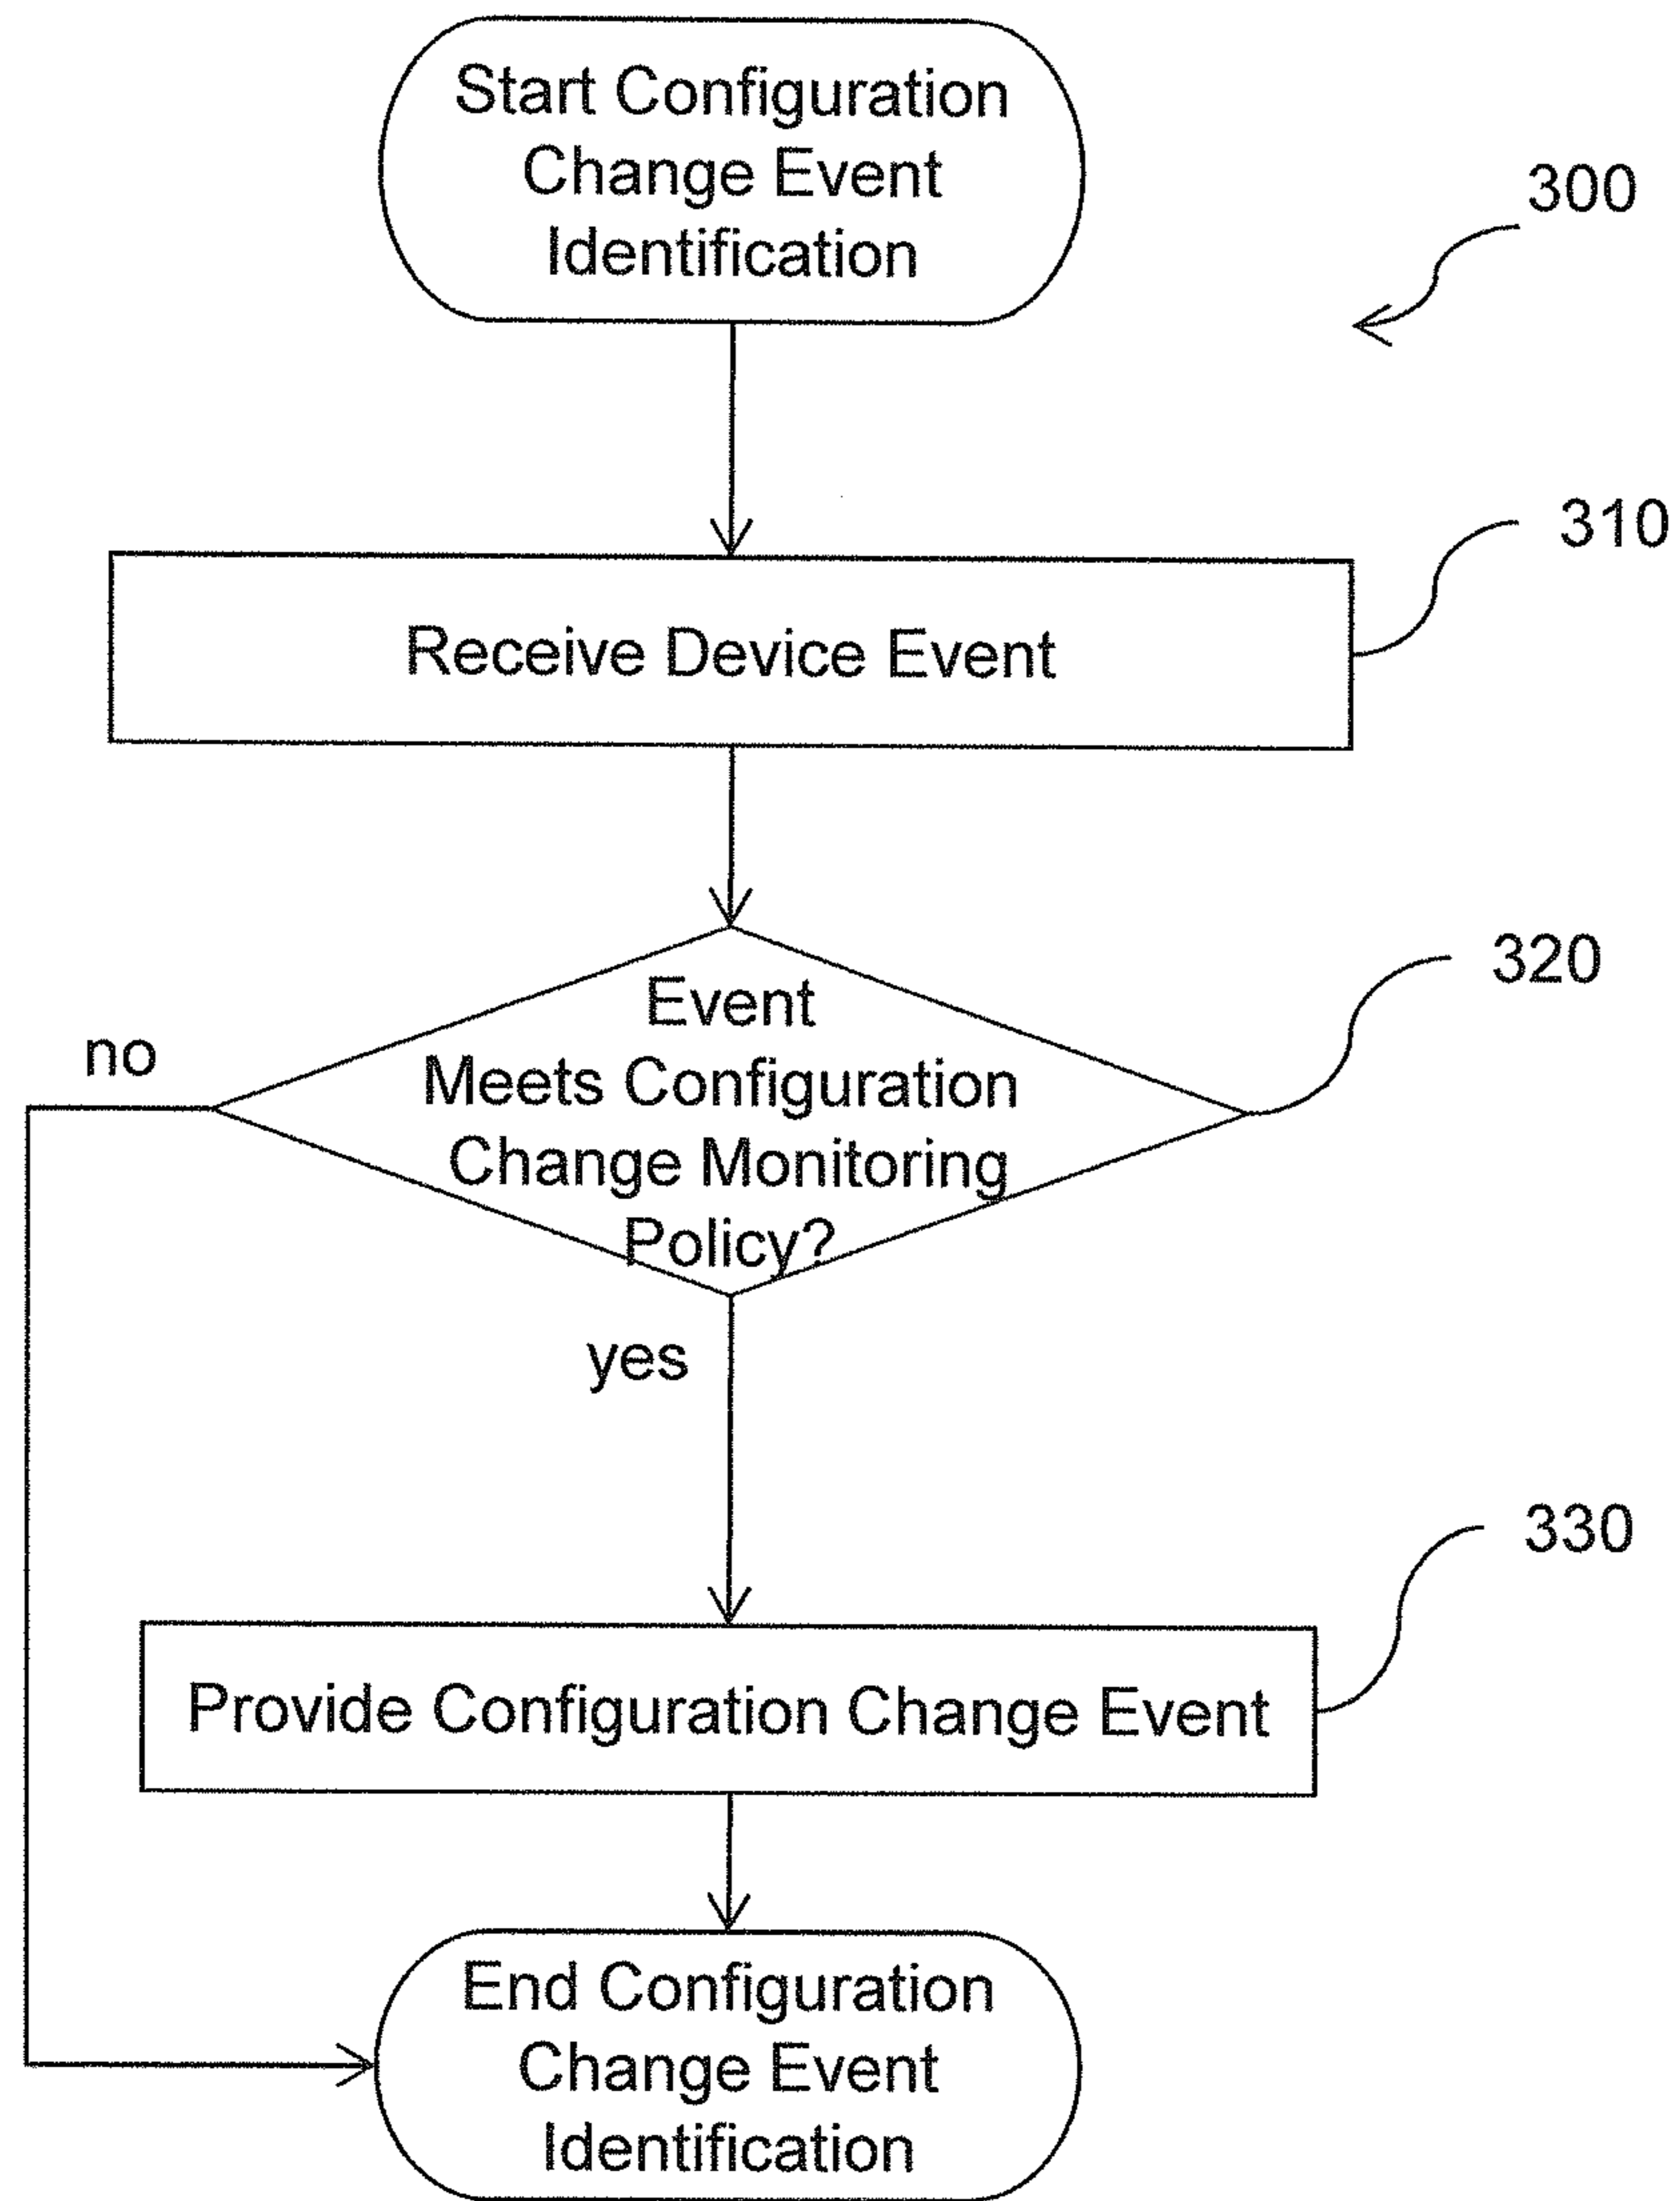 Start Configuration
Change Event
Identification
300
310
Receive Device Event
320
Event
Meets Configuration
Change Monitoring
Policy?
no
yes
330
Provide Configuration Change Event
End Configuration
Change Event
Identification